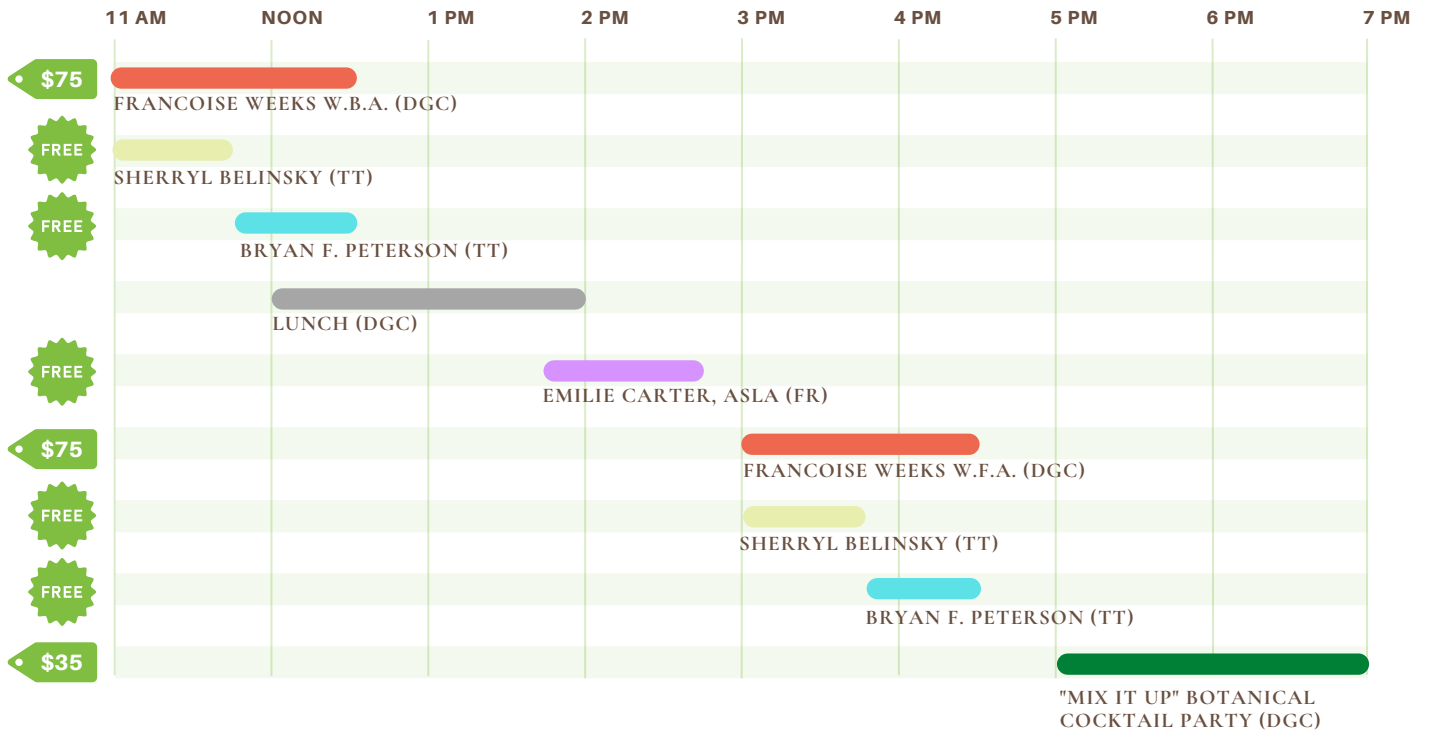 11 AM NOON 1 PM 2 PM 3 PM 4 PM 5 PM 6 PM 7 PM
$75
FRANCOISE WEEKS W.B.A. (DGC)
FREE
SHERRYL BELINSKY (TT)
FREE
BRYAN F. PETERSON (TT)
LUNCH (DGC)
FREE
EMILIE CARTER, ASLA (FR)
$75
FRANCOISE WEEKS W.F.A. (DGC)
FREE
SHERRYL BELINSKY (TT)
FREE
BRYAN F. PETERSON (TT)
$35
"MIX IT UP" BOTANICAL
COCKTAIL PARTY (DGC)